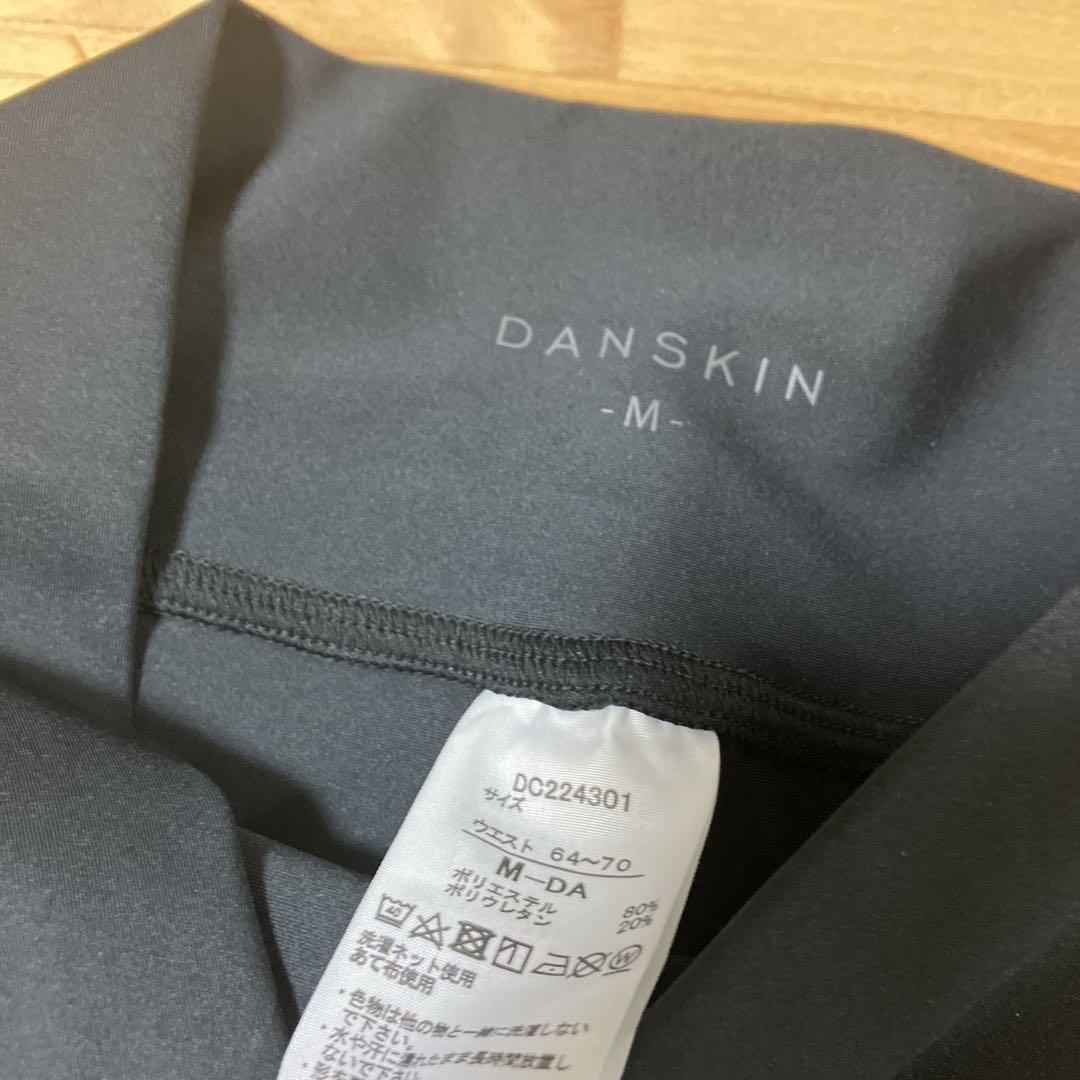 DANSKIN
-M-
DC224301
サイズ
ウエスト 64~70
M-DA
ポリエステル 80%
ポリウレタン 20%
40
洗濯ネット使用
あて布使用
・色物は他の物と一緒に洗濯しない
で下さい。
・水や汗に濡れたまま長時間放置し
ないで下さい。